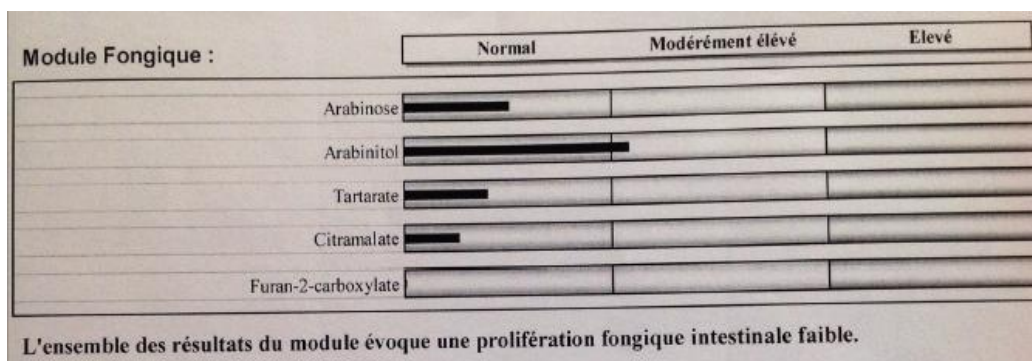 Module Fongique :
Normal Modérément élévé Elevé
Arabinose
Arabinitol
Tartarate
Citramalate
Furan-2-carboxylate
L'ensemble des résultats du module évoque une prolifération fongique intestinale faible.